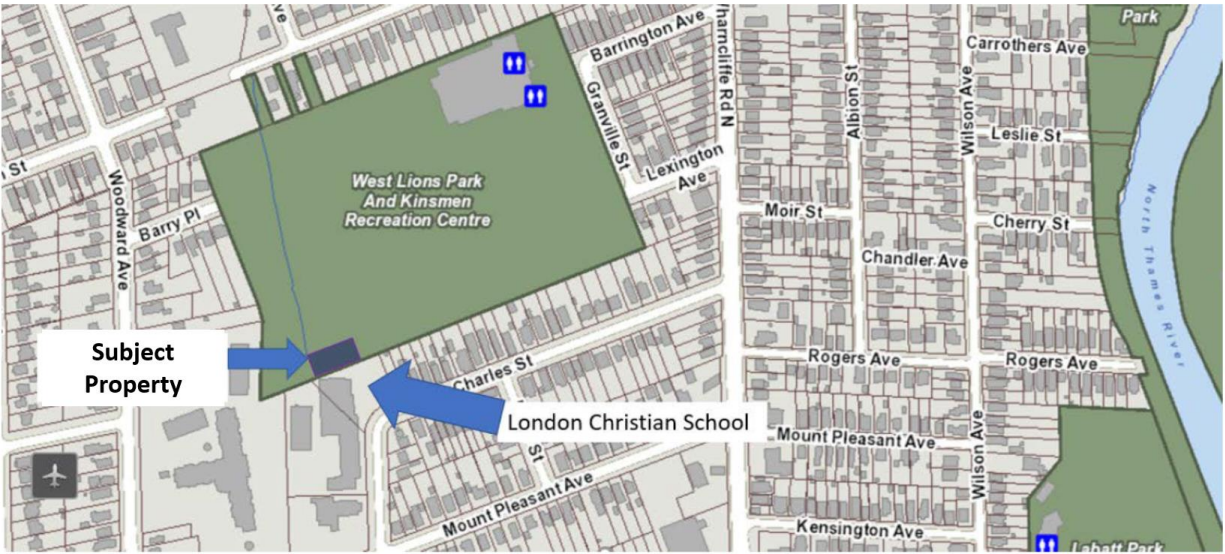 Park
Carrothers Ave
Barrington Ave
Wharncliffe Rd N
Granville St
Albion St
Wilson Ave
Leslie St
Lexington
Ave
West Lions Park
And Kinsmen
Recreation Centre
Woodward Ave
Barry Pl
Moir St
Cherry St
Chandler Ave
North Thames River
Subject
Property
Charles St
Rogers Ave
Rogers Ave
London Christian School
St
Mount Pleasant Ave
Wilson Ave
Mount Pleasant Ave
Kensington Ave
Labatt Park